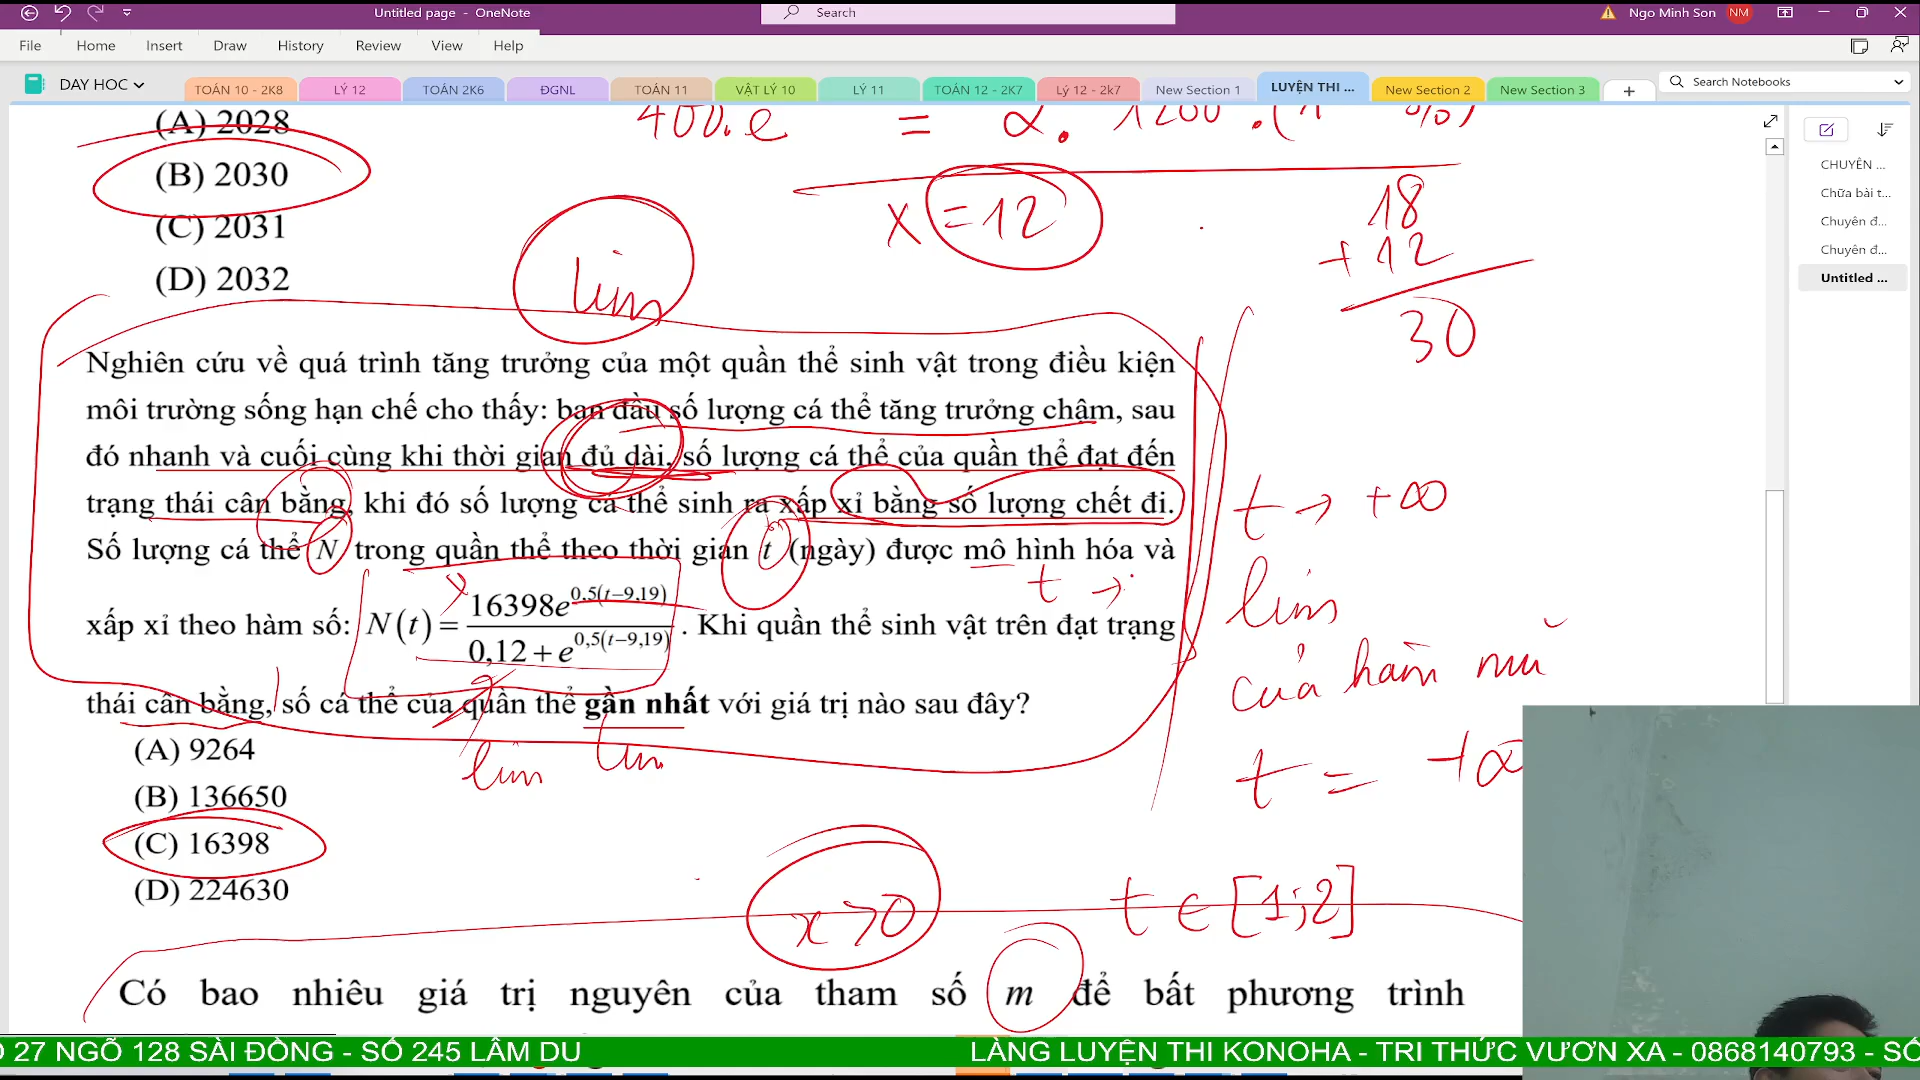 Untitled page - OneNote
Search
Ngo Minh Son
NM
File Home Insert Draw History Review View Help
DAY HOC
TOÁN 10 - 2K8
LÝ 12
TOÁN 2K6
ĐGNL
TOÁN 11
VẬT LÝ 10
LÝ 11
TOÁN 12 - 2K7
Lý 12 - 2k7
New Section 1
LUYỆN THI ...
New Section 2
New Section 3
+
Search Notebooks
CHUYÊN ...
Chữa bài t...
Chuyên đ...
Chuyên đ...
Untitled ...
(A) 2028
400.e = α. 1200 .(1 %)
(B) 2030
(C) 2031
(D) 2032
x = 12
18
+ 12
30
lim
Nghiên cứu về quá trình tăng trưởng của một quần thể sinh vật trong điều kiện
môi trường sống hạn chế cho thấy: ban đầu số lượng cá thể tăng trưởng chậm, sau
đó nhanh và cuối cùng khi thời gian đủ dài, số lượng cá thể của quần thể đạt đến
trạng thái cân bằng, khi đó số lượng cá thể sinh ra xấp xỉ bằng số lượng chết đi.
Số lượng cá thể N trong quần thể theo thời gian t (ngày) được mô hình hóa và
xấp xỉ theo hàm số: N(t) = 16398e^{0,5(t−9,19)} / 0,12 + e^{0,5(t−9,19)} . Khi quần thể sinh vật trên đạt trạng
thái cân bằng, số cá thể của quần thể gần nhất với giá trị nào sau đây?
t →
lim
lim
t → +∞
lim
của hàm mũ
t = +∞
(A) 9264
(B) 136650
(C) 16398
(D) 224630
x > 0
t ∈ [1;2]
Có bao nhiêu giá trị nguyên của tham số m để bất phương trình
27 NGÕ 128 SÀI ĐỒNG - SỐ 245 LÂM DU
LÀNG LUYỆN THI KONOHA - TRI THỨC VƯƠN XA - 0868140793 - SỐ